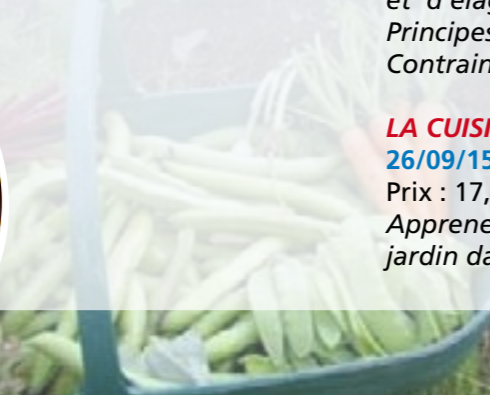 et d'élag
Principes
Contrain
LA CUISI
26/09/15
Prix : 17,
Apprene
jardin da